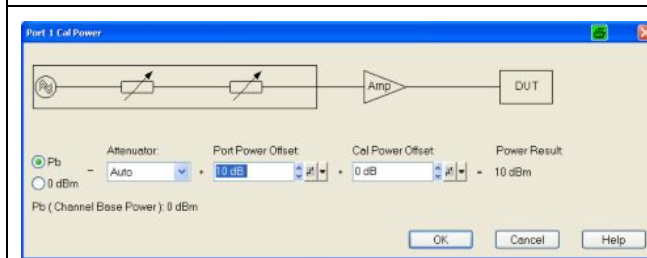 Port 1 Cal Power
Amp
DUT
Attenuator: Port Power Offset: Cal Power Offset: Power Result:
Pb - Auto + 10 dB + 0 dB = 10 dBm
0 dBm
Pb ( Channel Base Power ): 0 dBm
OK Cancel Help